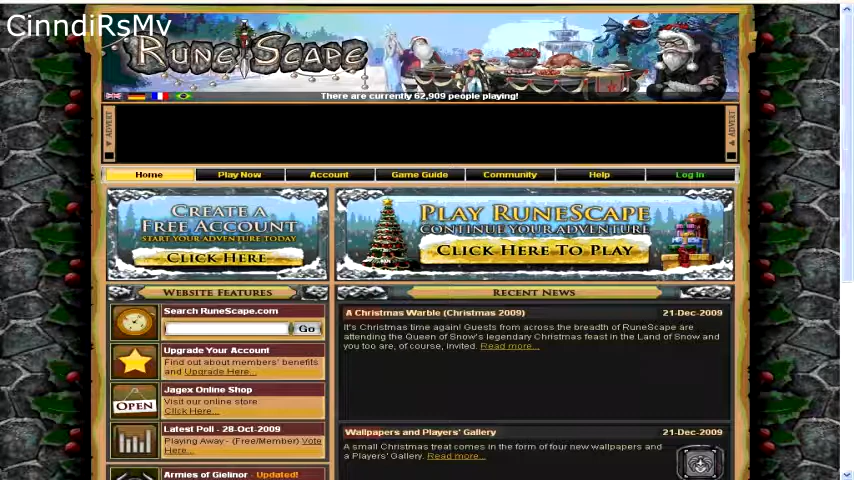 CinndiRsMv
RuneScape
There are currently 62,909 people playing!
ADVERT
ADVERT
Home
Play Now
Account
Game Guide
Community
Help
Log In
CREATE A
FREE ACCOUNT
START YOUR ADVENTURE TODAY
CLICK HERE
PLAY RUNESCAPE
CONTINUE YOUR ADVENTURE
CLICK HERE TO PLAY
WEBSITE FEATURES
Search RuneScape.com
Go
Upgrade Your Account
Find out about members' benefits
and Upgrade Here...
OPEN
Jagex Online Shop
Visit our online store
Click Here...
Latest Poll - 28-Oct-2009
Playing Away - (Free/Member) Vote
Here...
Armies of Gielinor - Updated!
RECENT NEWS
A Christmas Warble (Christmas 2009) 21-Dec-2009
It's Christmas time again! Guests from across the breadth of RuneScape are
attending the Queen of Snow's legendary Christmas feast in the Land of Snow and
you too are, of course, invited. Read more...
Wallpapers and Players' Gallery 21-Dec-2009
A small Christmas treat comes in the form of four new wallpapers and
a Players' Gallery. Read more...